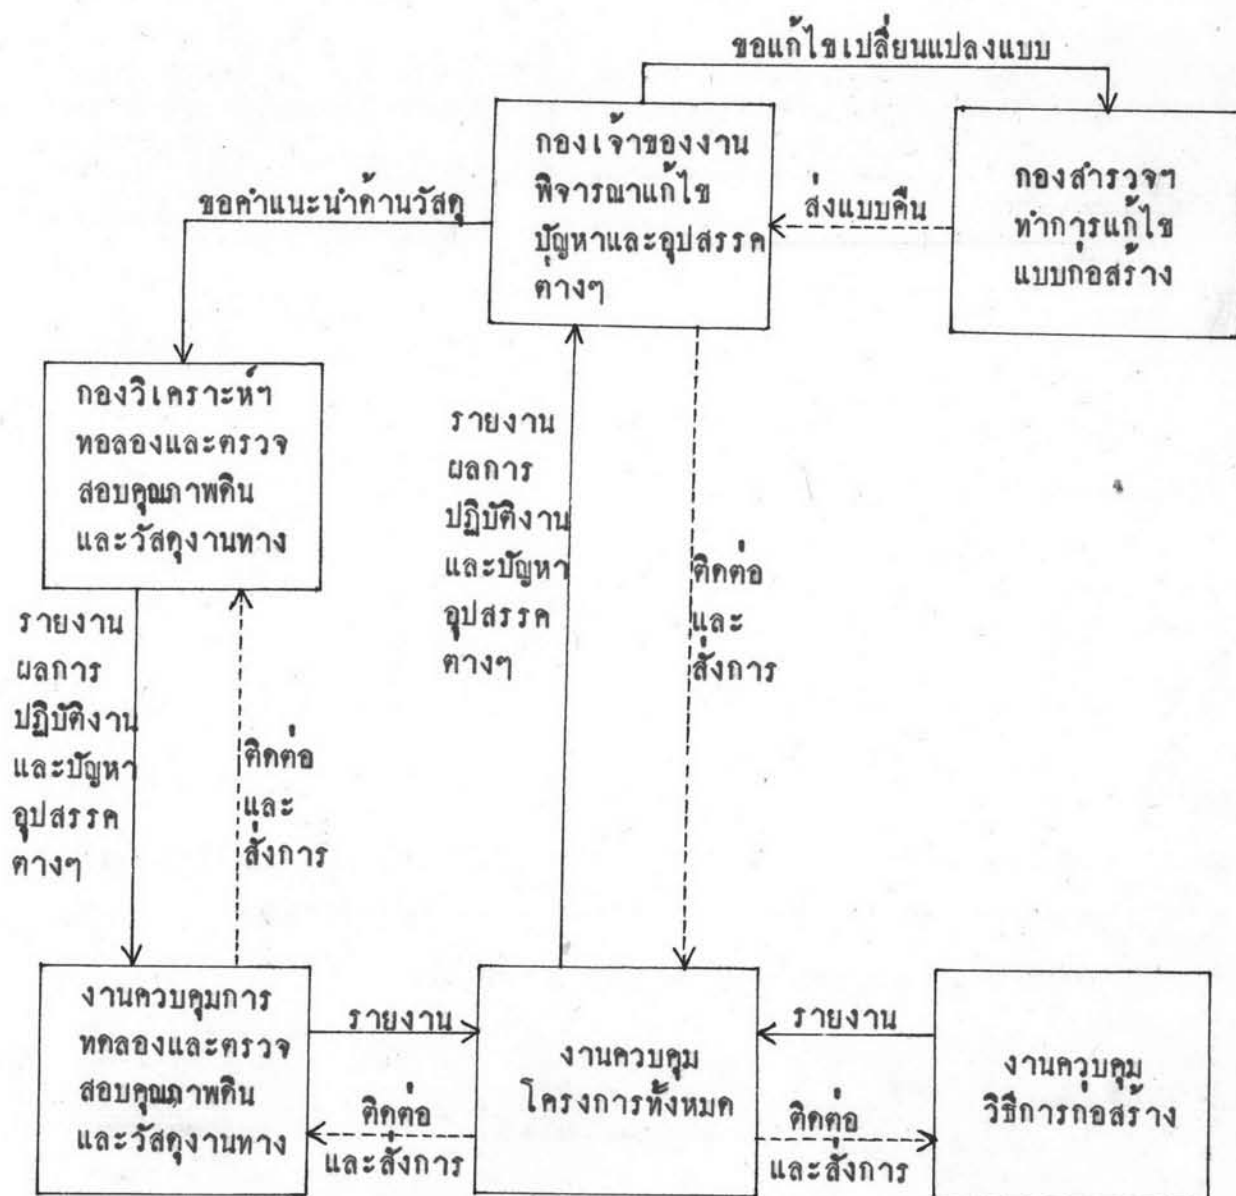 ขอแก้ไขเปลี่ยนแปลงแบบ
กองเจ้าของงาน
พิจารณาแก้ไข
ปัญหาและอุปสรรค
ต่างๆ
ส่งแบบคืน
กองสำรวจฯ
ทำการแก้ไข
แบบก่อสร้าง
ขอคำแนะนำด้านวัสดุ
กองวิเคราะห์ฯ
ทอลองและตรวจ
สอบคุณภาพดิน
และวัสดุงานทาง
รายงาน
ผลการ
ปฏิบัติงาน
และปัญหา
อุปสรรค
ต่างๆ
ติดต่อ
และ
สั่งการ
รายงาน
ผลการ
ปฏิบัติงาน
และปัญหา
อุปสรรค
ต่างๆ
ติดต่อ
และ
สั่งการ
งานควบคุมการ
ทดลองและตรวจ
สอบคุณภาพดิน
และวัสดุงานทาง
รายงาน
ติดต่อ
และสั่งการ
งานควบคุม
โครงการทั้งหมด
รายงาน
ติดต่อ
และสั่งการ
งานควบคุม
วิธีการก่อสร้าง